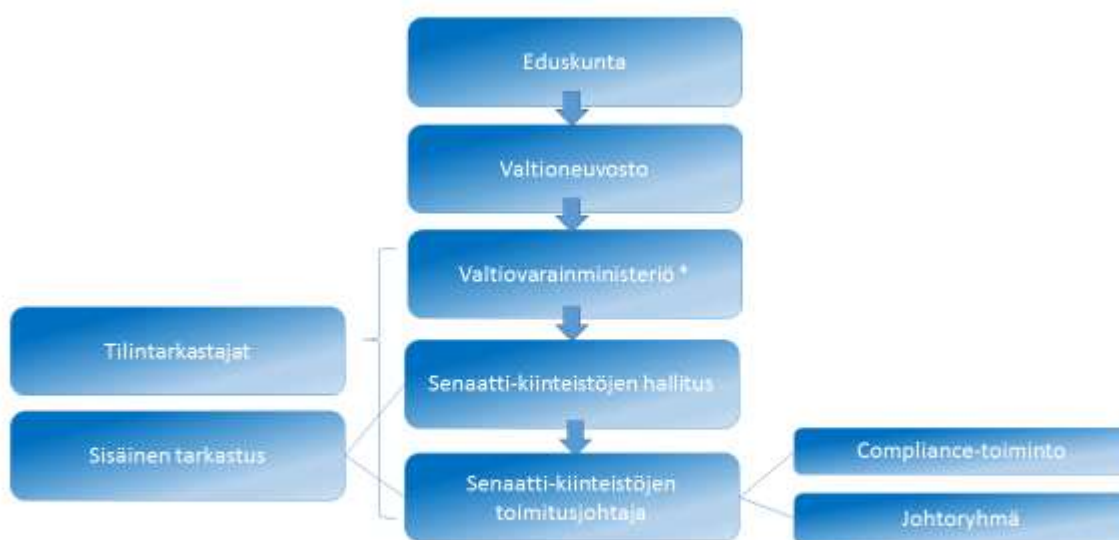 Eduskunta
Valtioneuvosto
Valtiovarainministeriö *
Tilintarkastajat
Senaatti-kiinteistöjen hallitus
Sisäinen tarkastus
Senaatti-kiinteistöjen
toimitusjohtaja
Compliance-toiminto
Johtoryhmä